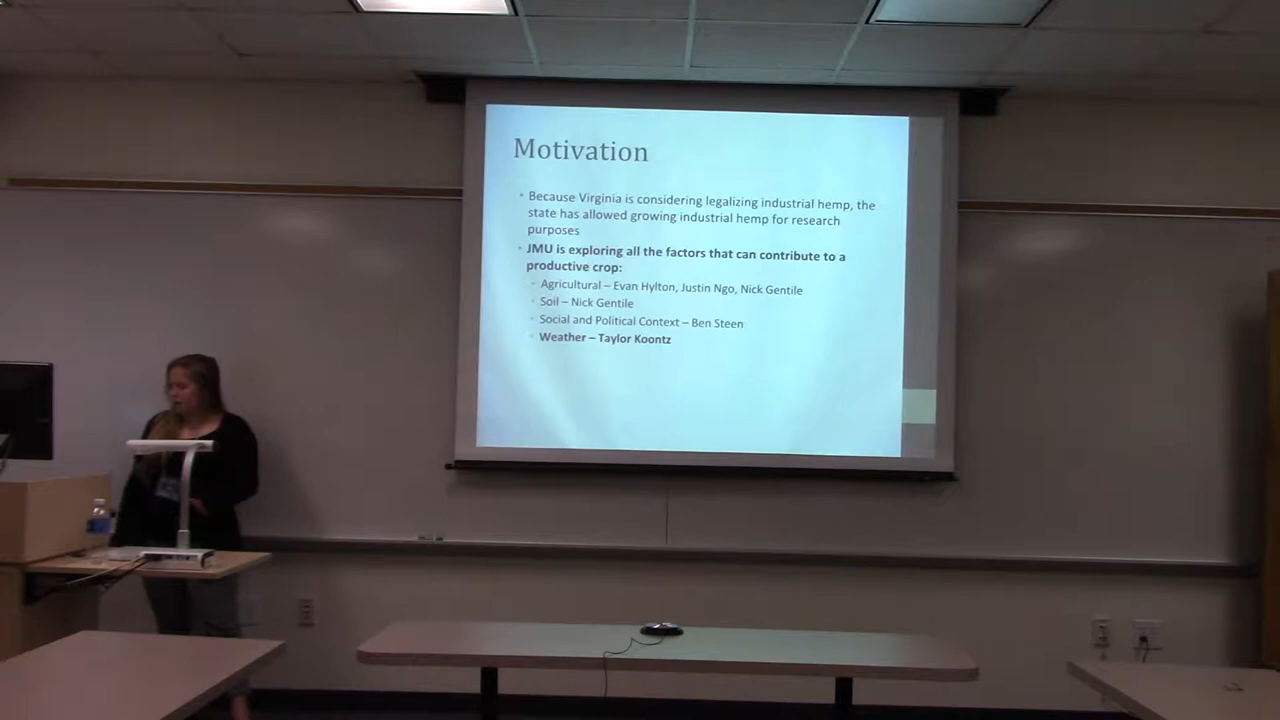 Motivation
Because Virginia is considering legalizing industrial hemp, the
state has allowed growing industrial hemp for research
purposes
JMU is exploring all the factors that can contribute to a
productive crop:
Agricultural – Evan Hylton, Justin Ngo, Nick Gentile
Soil – Nick Gentile
Social and Political Context – Ben Steen
Weather – Taylor Koontz